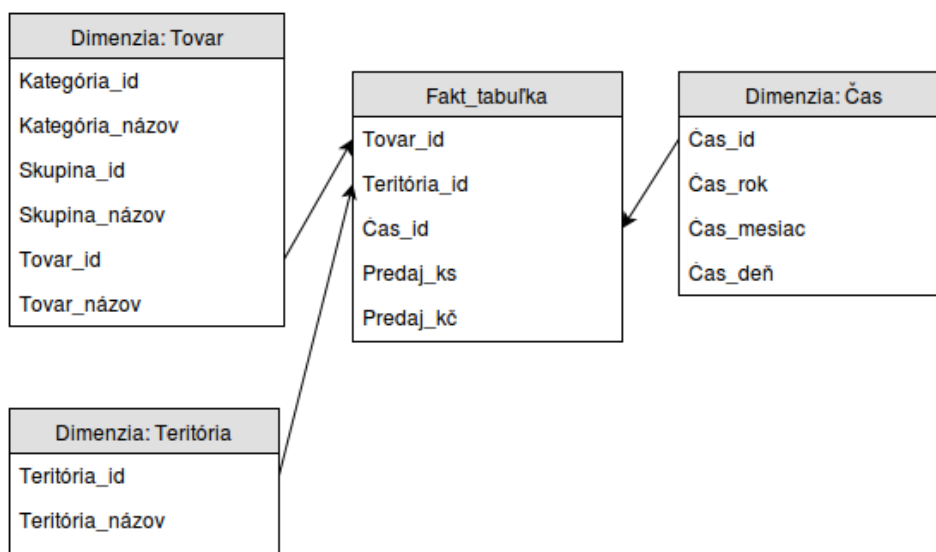 Dimenzia: Tovar
Kategória_id
Kategória_názov
Skupina_id
Skupina_názov
Tovar_id
Tovar_názov
Fakt_tabuľka
Tovar_id
Teritória_id
Čas_id
Predaj_ks
Predaj_kč
Dimenzia: Čas
Čas_id
Čas_rok
Čas_mesiac
Čas_deň
Dimenzia: Teritória
Teritória_id
Teritória_názov